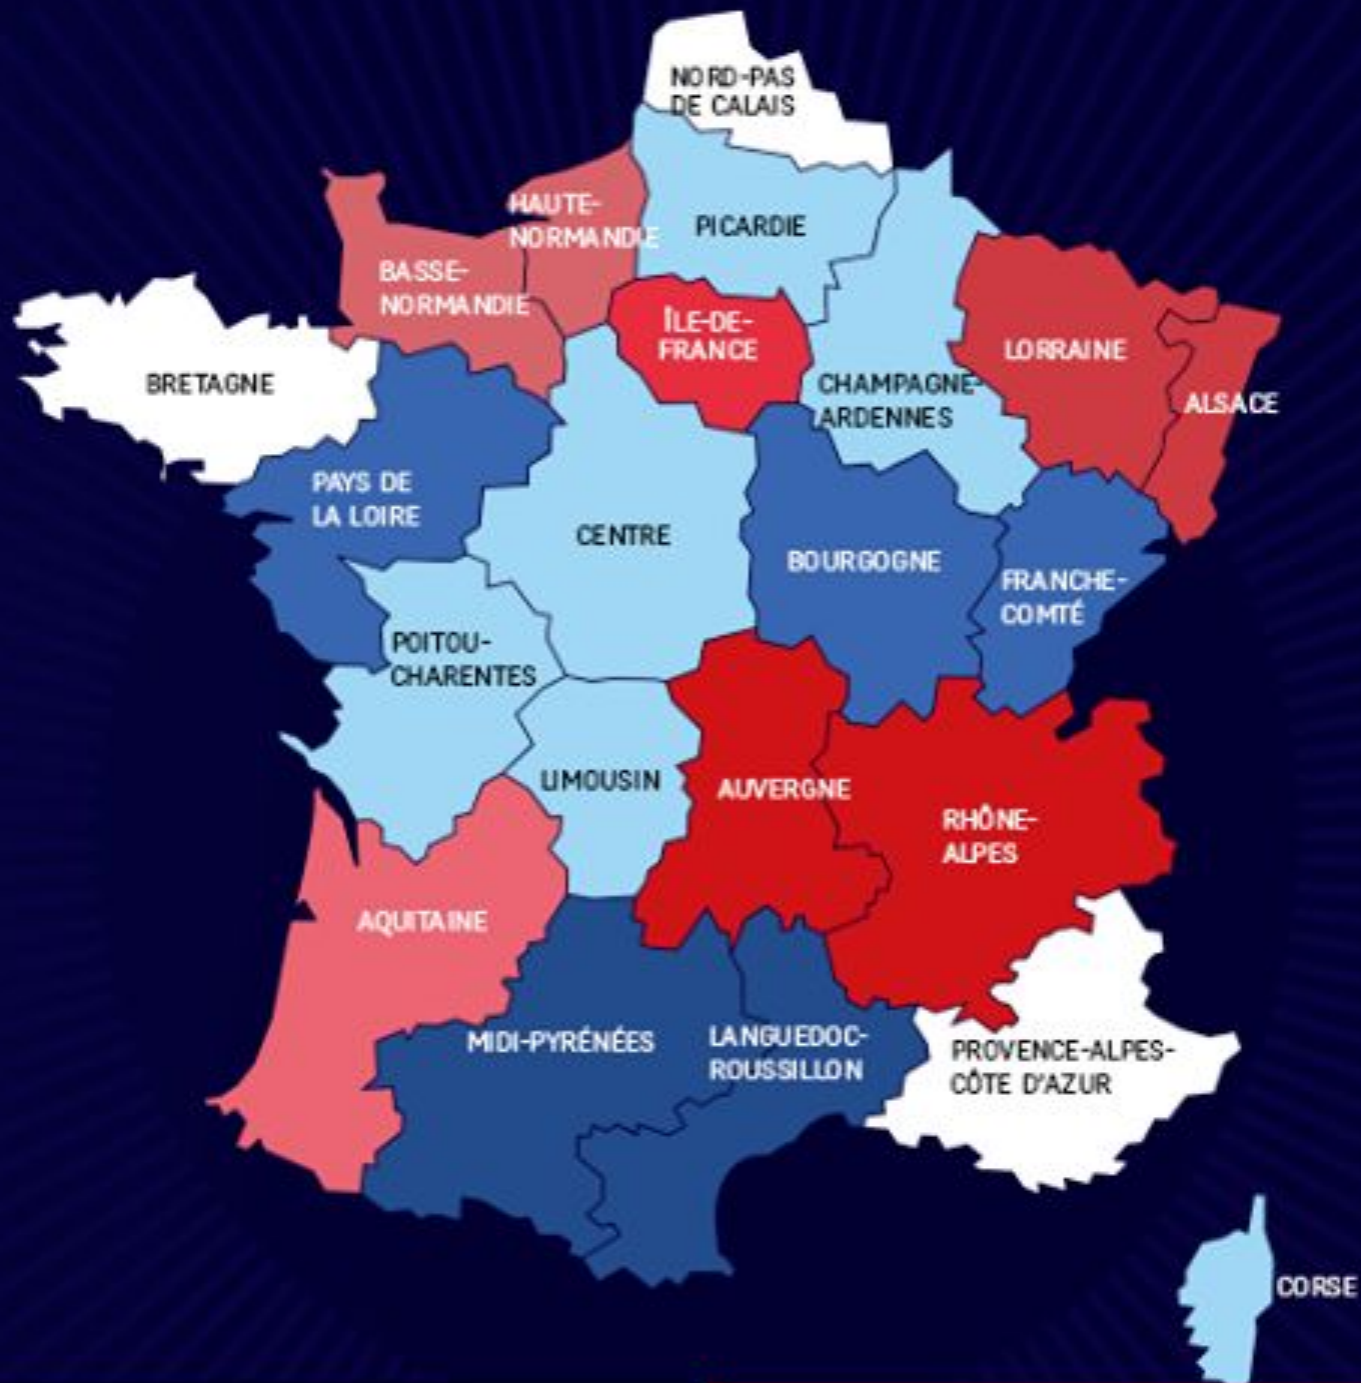 NORD-PAS
DE CALAIS
HAUTE-
NORMANDIE
PICARDIE
BASSE-
NORMANDIE
ÎLE-DE-
FRANCE
LORRAINE
BRETAGNE
CHAMPAGNE-
ARDENNES
ALSACE
PAYS DE
LA LOIRE
CENTRE
BOURGOGNE
FRANCHE-
COMTÉ
POITOU-
CHARENTES
LIMOUSIN
AUVERGNE
RHÔNE-
ALPES
AQUITAINE
MIDI-PYRÉNÉES
LANGUEDOC-
ROUSSILLON
PROVENCE-ALPES-
CÔTE D'AZUR
CORSE